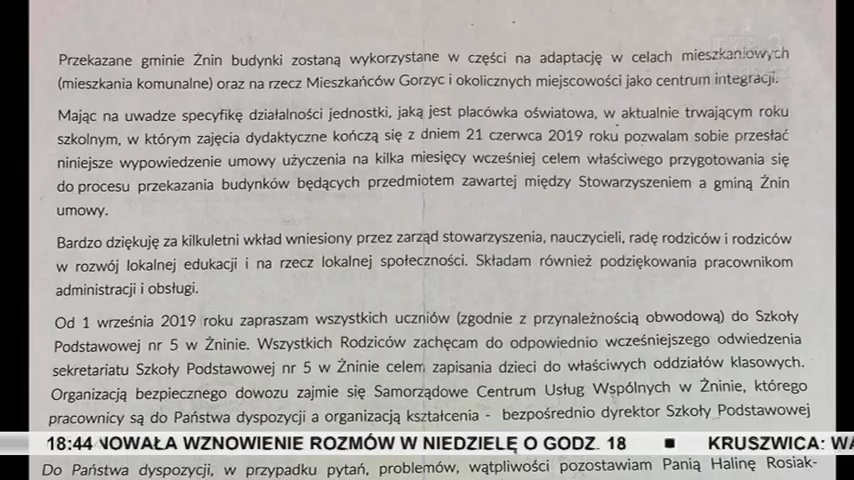 Przekazane gminie Żnin budynki zostaną wykorzystane w części na adaptację w celach mieszkaniowych
(mieszkania komunalne) oraz na rzecz Mieszkańców Gorzyc i okolicznych miejscowości jako centrum integracji.
Mając na uwadze specyfikę działalności jednostki, jaką jest placówka oświatowa, w aktualnie trwającym roku
szkolnym, w którym zajęcia dydaktyczne kończą się z dniem 21 czerwca 2019 roku pozwalam sobie przesłać
niniejsze wypowiedzenie umowy użyczenia na kilka miesięcy wcześniej celem właściwego przygotowania się
do procesu przekazania budynków będących przedmiotem zawartej między Stowarzyszeniem a gminą Żnin
umowy.
Bardzo dziękuję za kilkuletni wkład wniesiony przez zarząd stowarzyszenia, nauczycieli, radę rodziców i rodziców
w rozwój lokalnej edukacji i na rzecz lokalnej społeczności. Składam również podziękowania pracownikom
administracji i obsługi.
Od 1 września 2019 roku zapraszam wszystkich uczniów (zgodnie z przynależnością obwodową) do Szkoły
Podstawowej nr 5 w Żninie. Wszystkich Rodziców zachęcam do odpowiednio wcześniejszego odwiedzenia
sekretariatu Szkoły Podstawowej nr 5 w Żninie celem zapisania dzieci do właściwych oddziałów klasowych.
Organizacją bezpiecznego dowozu zajmie się Samorządowe Centrum Usług Wspólnych w Żninie, którego
pracownicy są do Państwa dyspozycji a organizacją kształcenia - bezpośrednio dyrektor Szkoły Podstawowej
18:44 NOWAŁA WZNOWIENIE ROZMÓW W NIEDZIELĘ O GODZ. 18 ■ KRUSZWICA: WA
Do Państwa dyspozycji, w przypadku pytań, problemów, wątpliwości pozostawiam Panią Halinę Rosiak-